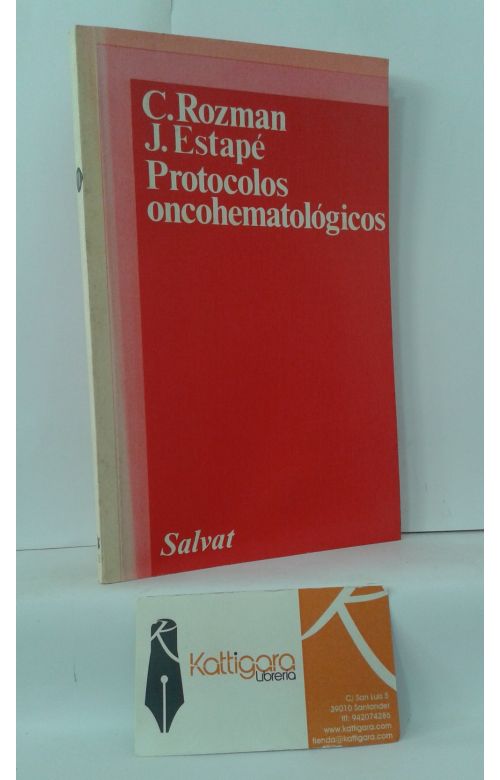 C. Rozman
J. Estapé
Protocolos
oncohematológicos
Salvat
Kattigara
Librería
C/ San Luis 5
39010 Santander
tlf: 942074285
www.kattigara.com
tienda@kattigara.com